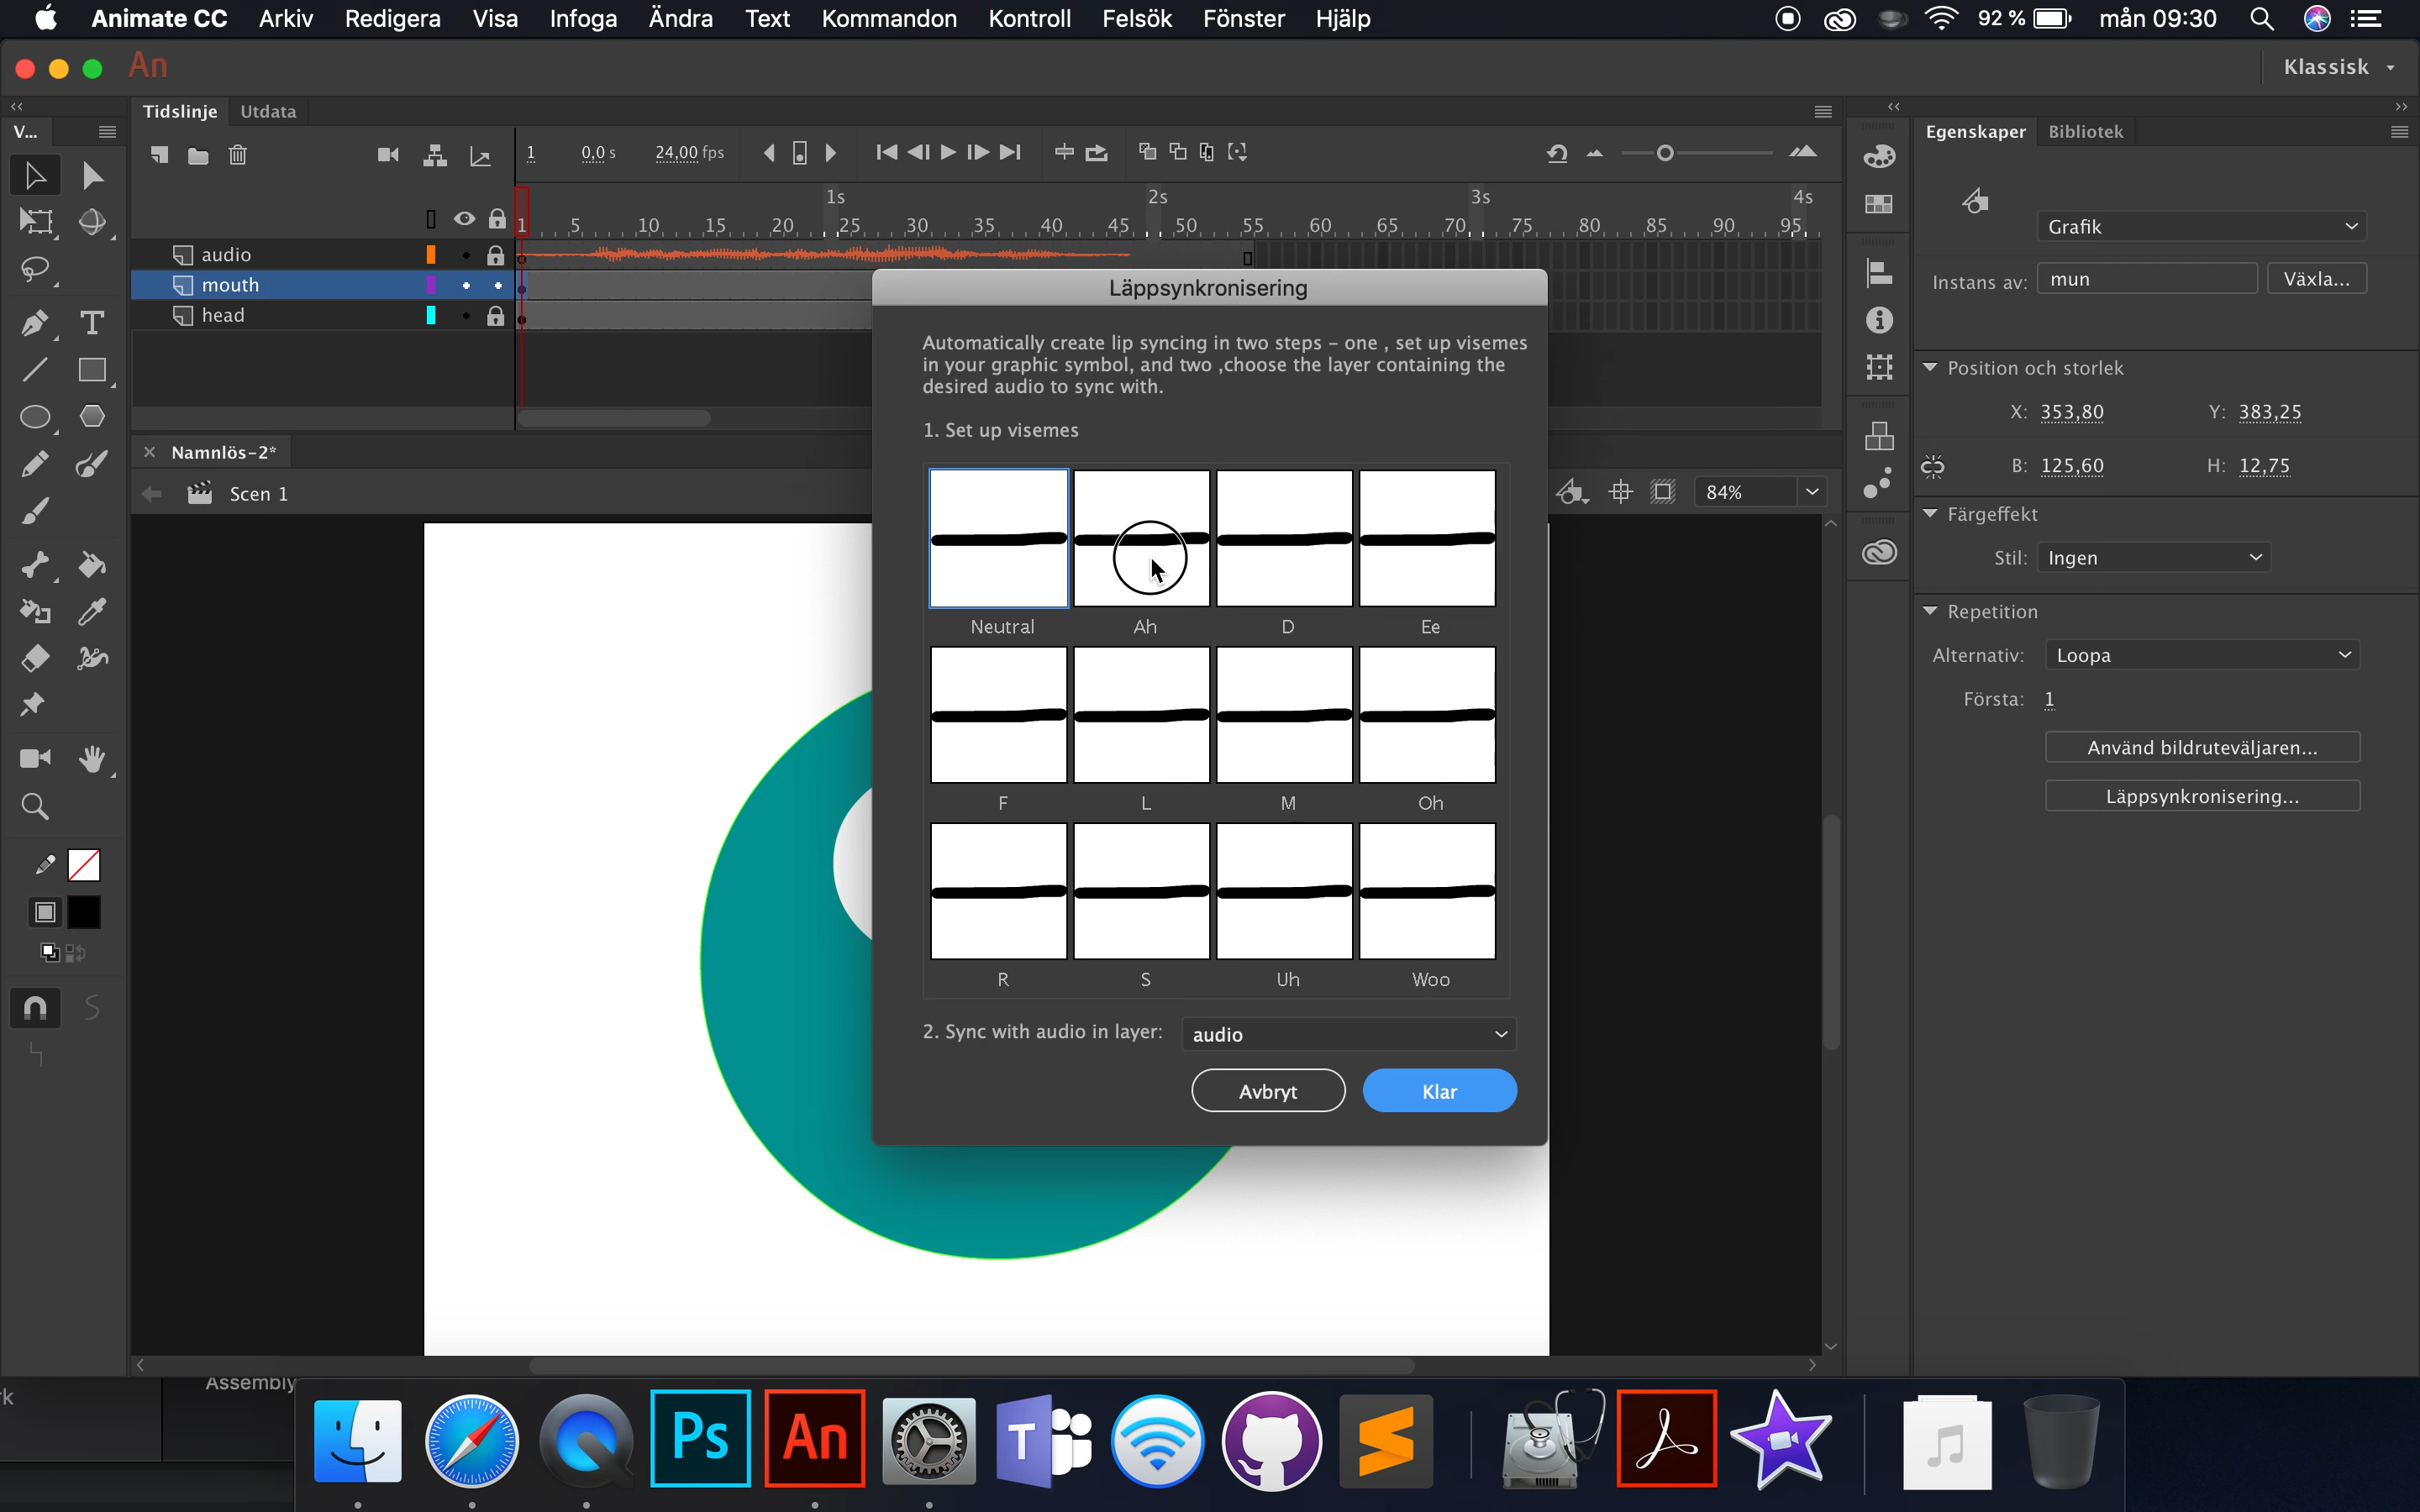 Animate CC Arkiv Redigera Visa Infoga Ändra Text Kommandon Kontroll Felsök Fönster Hjälp 92 % mån 09:30
An Klassisk
V... Tidslinje Utdata Egenskaper Bibliotek
1 0,0 s 24,00 fps
1s 2s 3s 4s
1 5 10 15 20 25 30 35 40 45 50 55 60 65 70 75 80 85 90 95
Grafik
audio
mouth
head
Instans av: mun Växla...
Läppsynkronisering
Automatically create lip syncing in two steps – one , set up visemes
in your graphic symbol, and two ,choose the layer containing the
desired audio to sync with.
1. Set up visemes
Position och storlek
X: 353,80 Y: 383,25
B: 125,60 H: 12,75
Namnlös-2*
Scen 1
84%
Färgeffekt
Stil: Ingen
Neutral Ah D Ee
Repetition
Alternativ: Loopa
Första: 1
Använd bildruteväljaren...
Läppsynkronisering...
F L M Oh
R S Uh Woo
2. Sync with audio in layer: audio
Avbryt Klar
rk Assembly
Ps An T